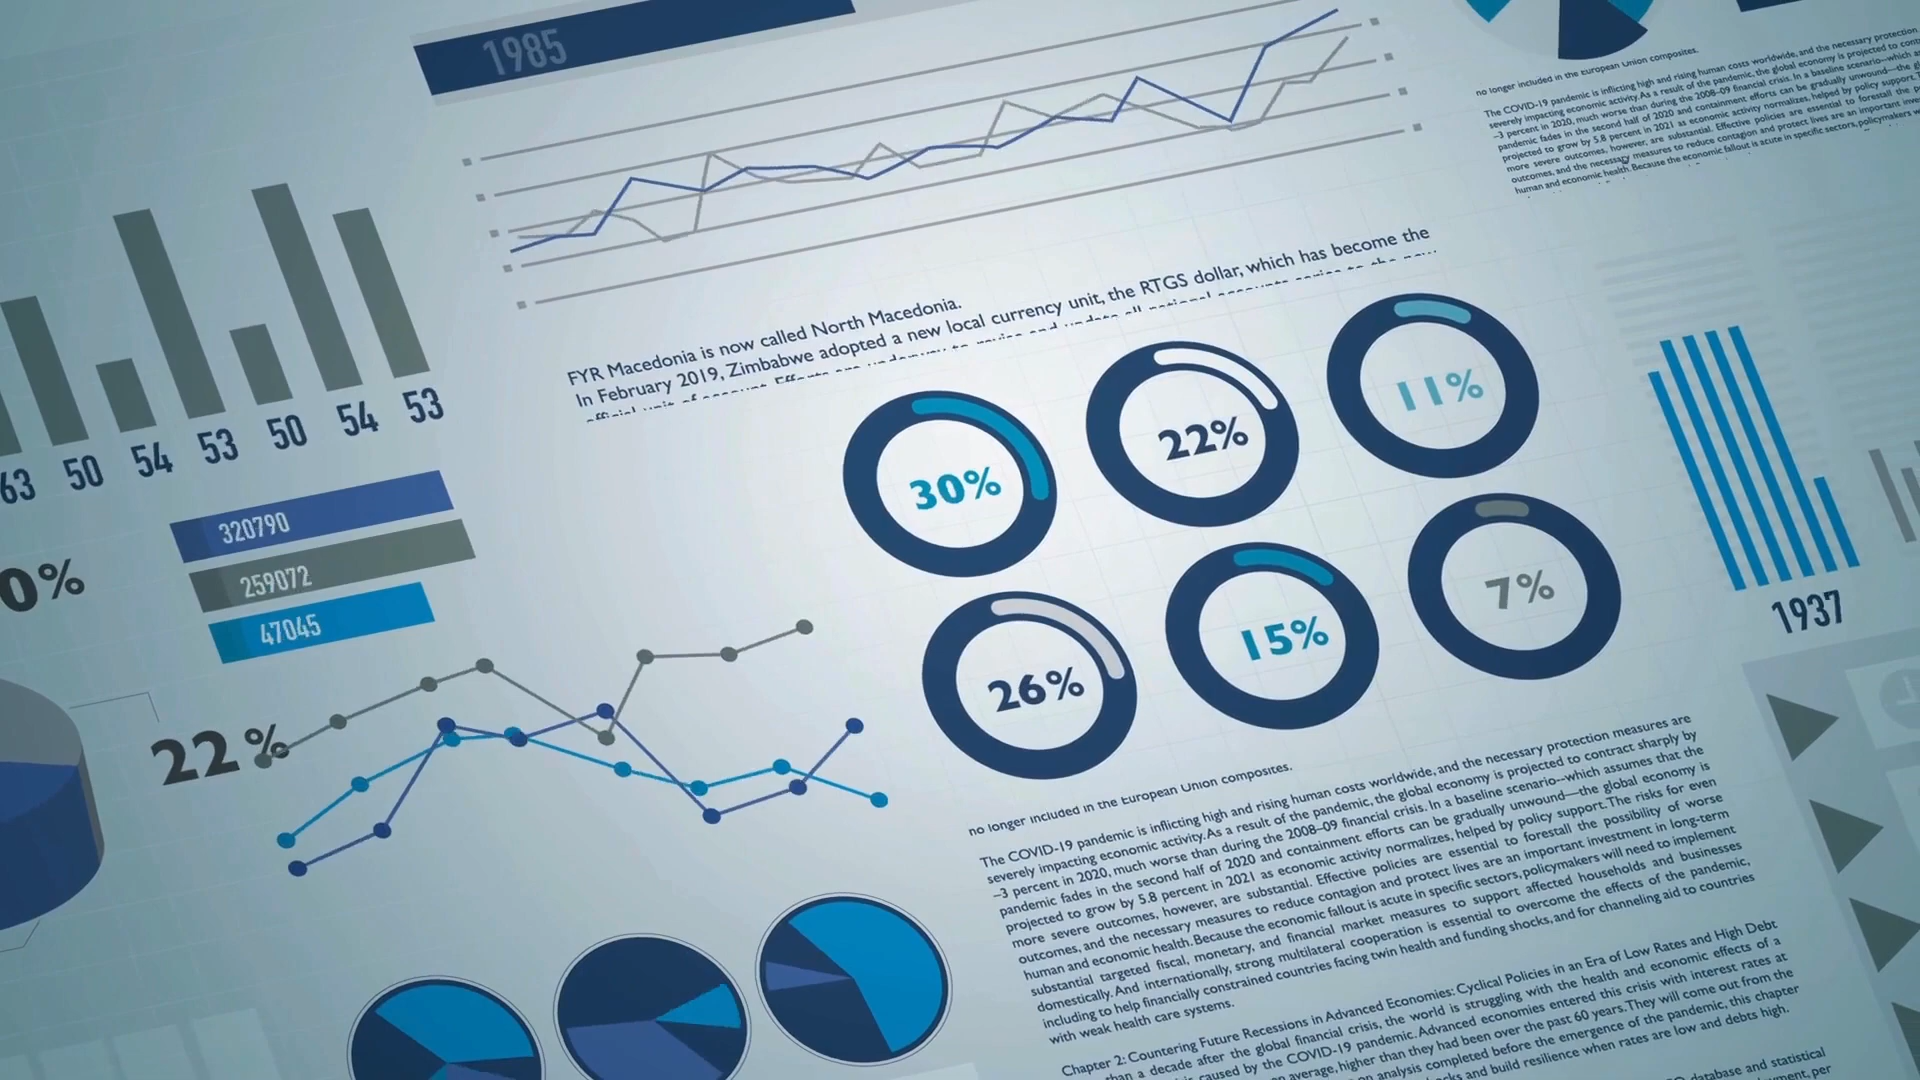 1985
no longer included in the European Union composites.
The COVID-19 pandemic is inflicting high and rising human costs worldwide, and the necessary protection
severely impacting economic activity. As a result of the pandemic, the global economy is projected to
–3 percent in 2020, much worse than during the 2008–09 financial crisis. In a baseline scenario--which
pandemic fades in the second half of 2020 and containment efforts can be gradually unwound—the
projected to grow by 5.8 percent in 2021 as economic activity normalizes, helped by policy support.
more severe outcomes, however, are substantial. Effective policies are essential to forestall the
outcomes, and the necessary measures to reduce contagion and protect lives are an important
human and economic health. Because the economic fallout is acute in specific sectors, policymakers
FYR Macedonia is now called North Macedonia.
In February 2019, Zimbabwe adopted a new local currency unit, the RTGS dollar, which has become the
63 50 54 53 50 54 53
320790
259072
47045
0%
22%
30%
22%
11%
26%
15%
7%
1937
no longer included in the European Union composites.
The COVID-19 pandemic is inflicting high and rising human costs worldwide, and the necessary protection measures are
severely impacting economic activity. As a result of the pandemic, the global economy is projected to contract sharply by
–3 percent in 2020, much worse than during the 2008–09 financial crisis. In a baseline scenario--which assumes that the
pandemic fades in the second half of 2020 and containment efforts can be gradually unwound—the global economy is
projected to grow by 5.8 percent in 2021 as economic activity normalizes, helped by policy support. The risks for even
more severe outcomes, however, are substantial. Effective policies are essential to forestall the possibility of worse
outcomes, and the necessary measures to reduce contagion and protect lives are an important investment in long-term
human and economic health. Because the economic fallout is acute in specific sectors, policymakers will need to implement
substantial targeted fiscal, monetary, and financial market measures to support affected households and businesses
domestically. And internationally, strong multilateral cooperation is essential to overcome the effects of the pandemic,
including to help financially constrained countries facing twin health and funding shocks, and for channeling aid to countries
with weak health care systems.
Chapter 2: Countering Future Recessions in Advanced Economies: Cyclical Policies in an Era of Low Rates and High Debt
than a decade after the global financial crisis, the world is struggling with the health and economic effects of a
is caused by the COVID-19 pandemic. Advanced economies entered this crisis with interest rates at
average, higher than they had been over the past 60 years. They will come out from the
analysis completed before the emergence of the pandemic, this chapter
and build resilience when rates are low and debts high.
database and statistical